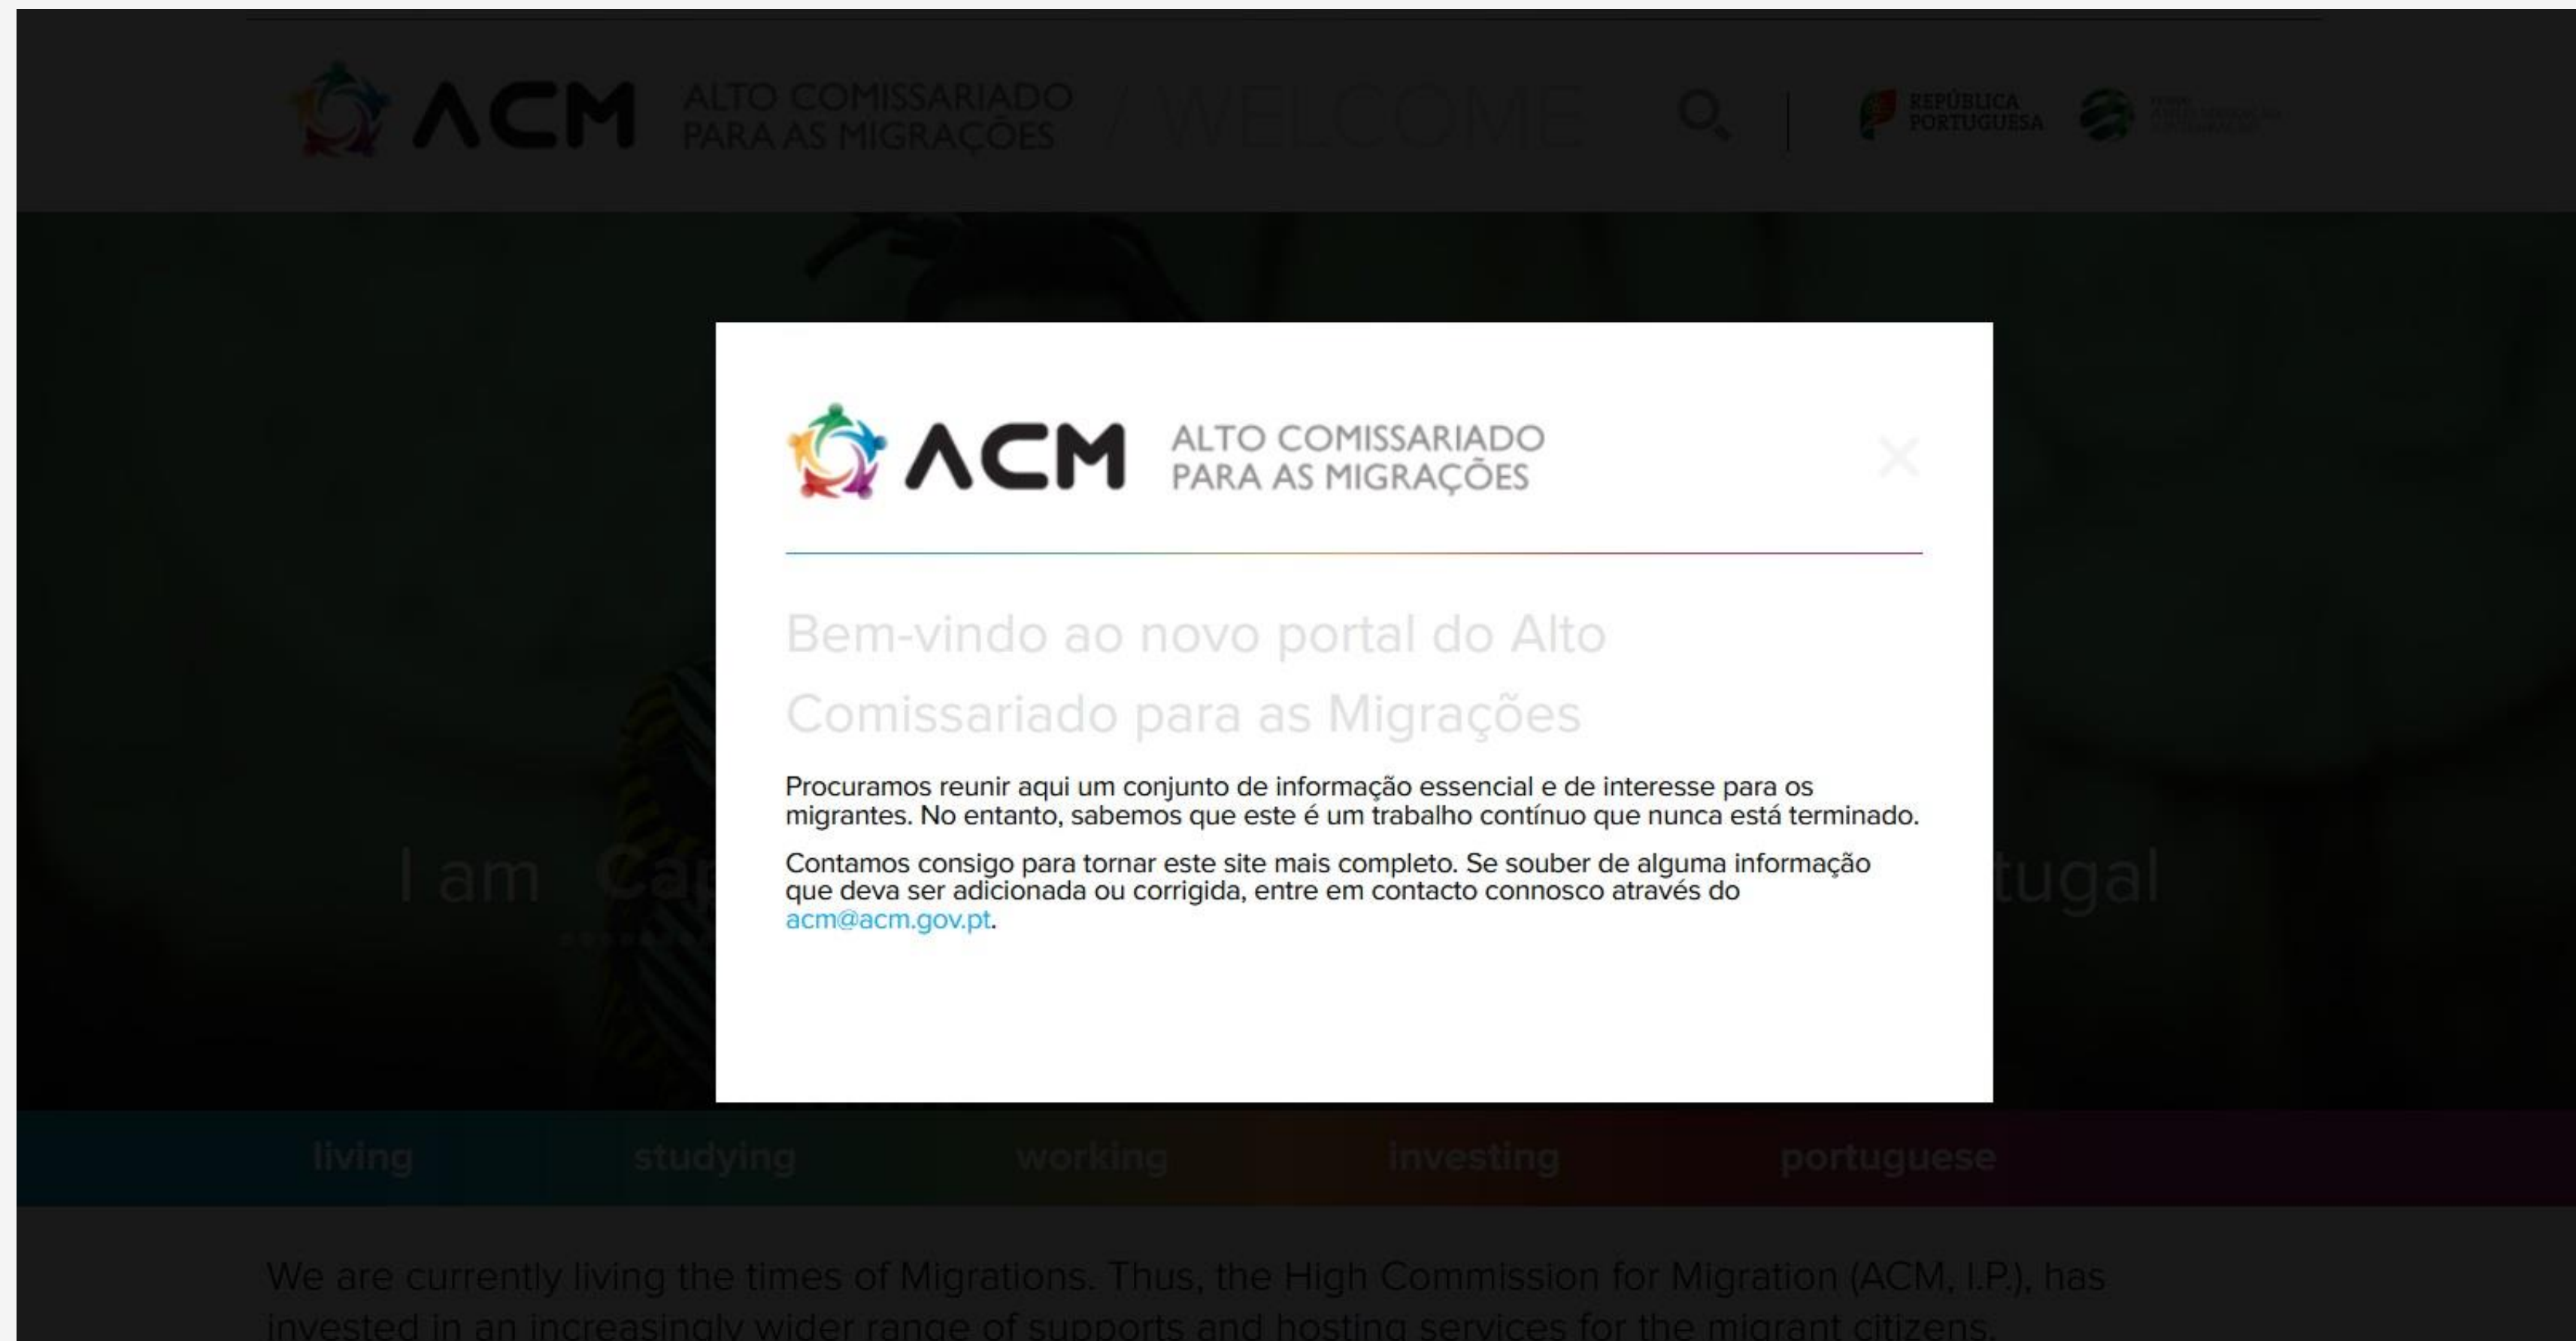 ACM
ALTO COMISSARIADO
PARA AS MIGRAÇÕES
/ WELCOME
REPÚBLICA
PORTUGUESA
ACM
ALTO COMISSARIADO
PARA AS MIGRAÇÕES
Bem-vindo ao novo portal do Alto
Comissariado para as Migrações
Procuramos reunir aqui um conjunto de informação essencial e de interesse para os
migrantes. No entanto, sabemos que este é um trabalho contínuo que nunca está terminado.
Contamos consigo para tornar este site mais completo. Se souber de alguma informação
que deva ser adicionada ou corrigida, entre em contacto connosco através do
acm@acm.gov.pt.
I am Cap tugal
living studying working investing portuguese
We are currently living the times of Migrations. Thus, the High Commission for Migration (ACM, I.P.), has
invested in an increasingly wider range of supports and hosting services for the migrant citizens.